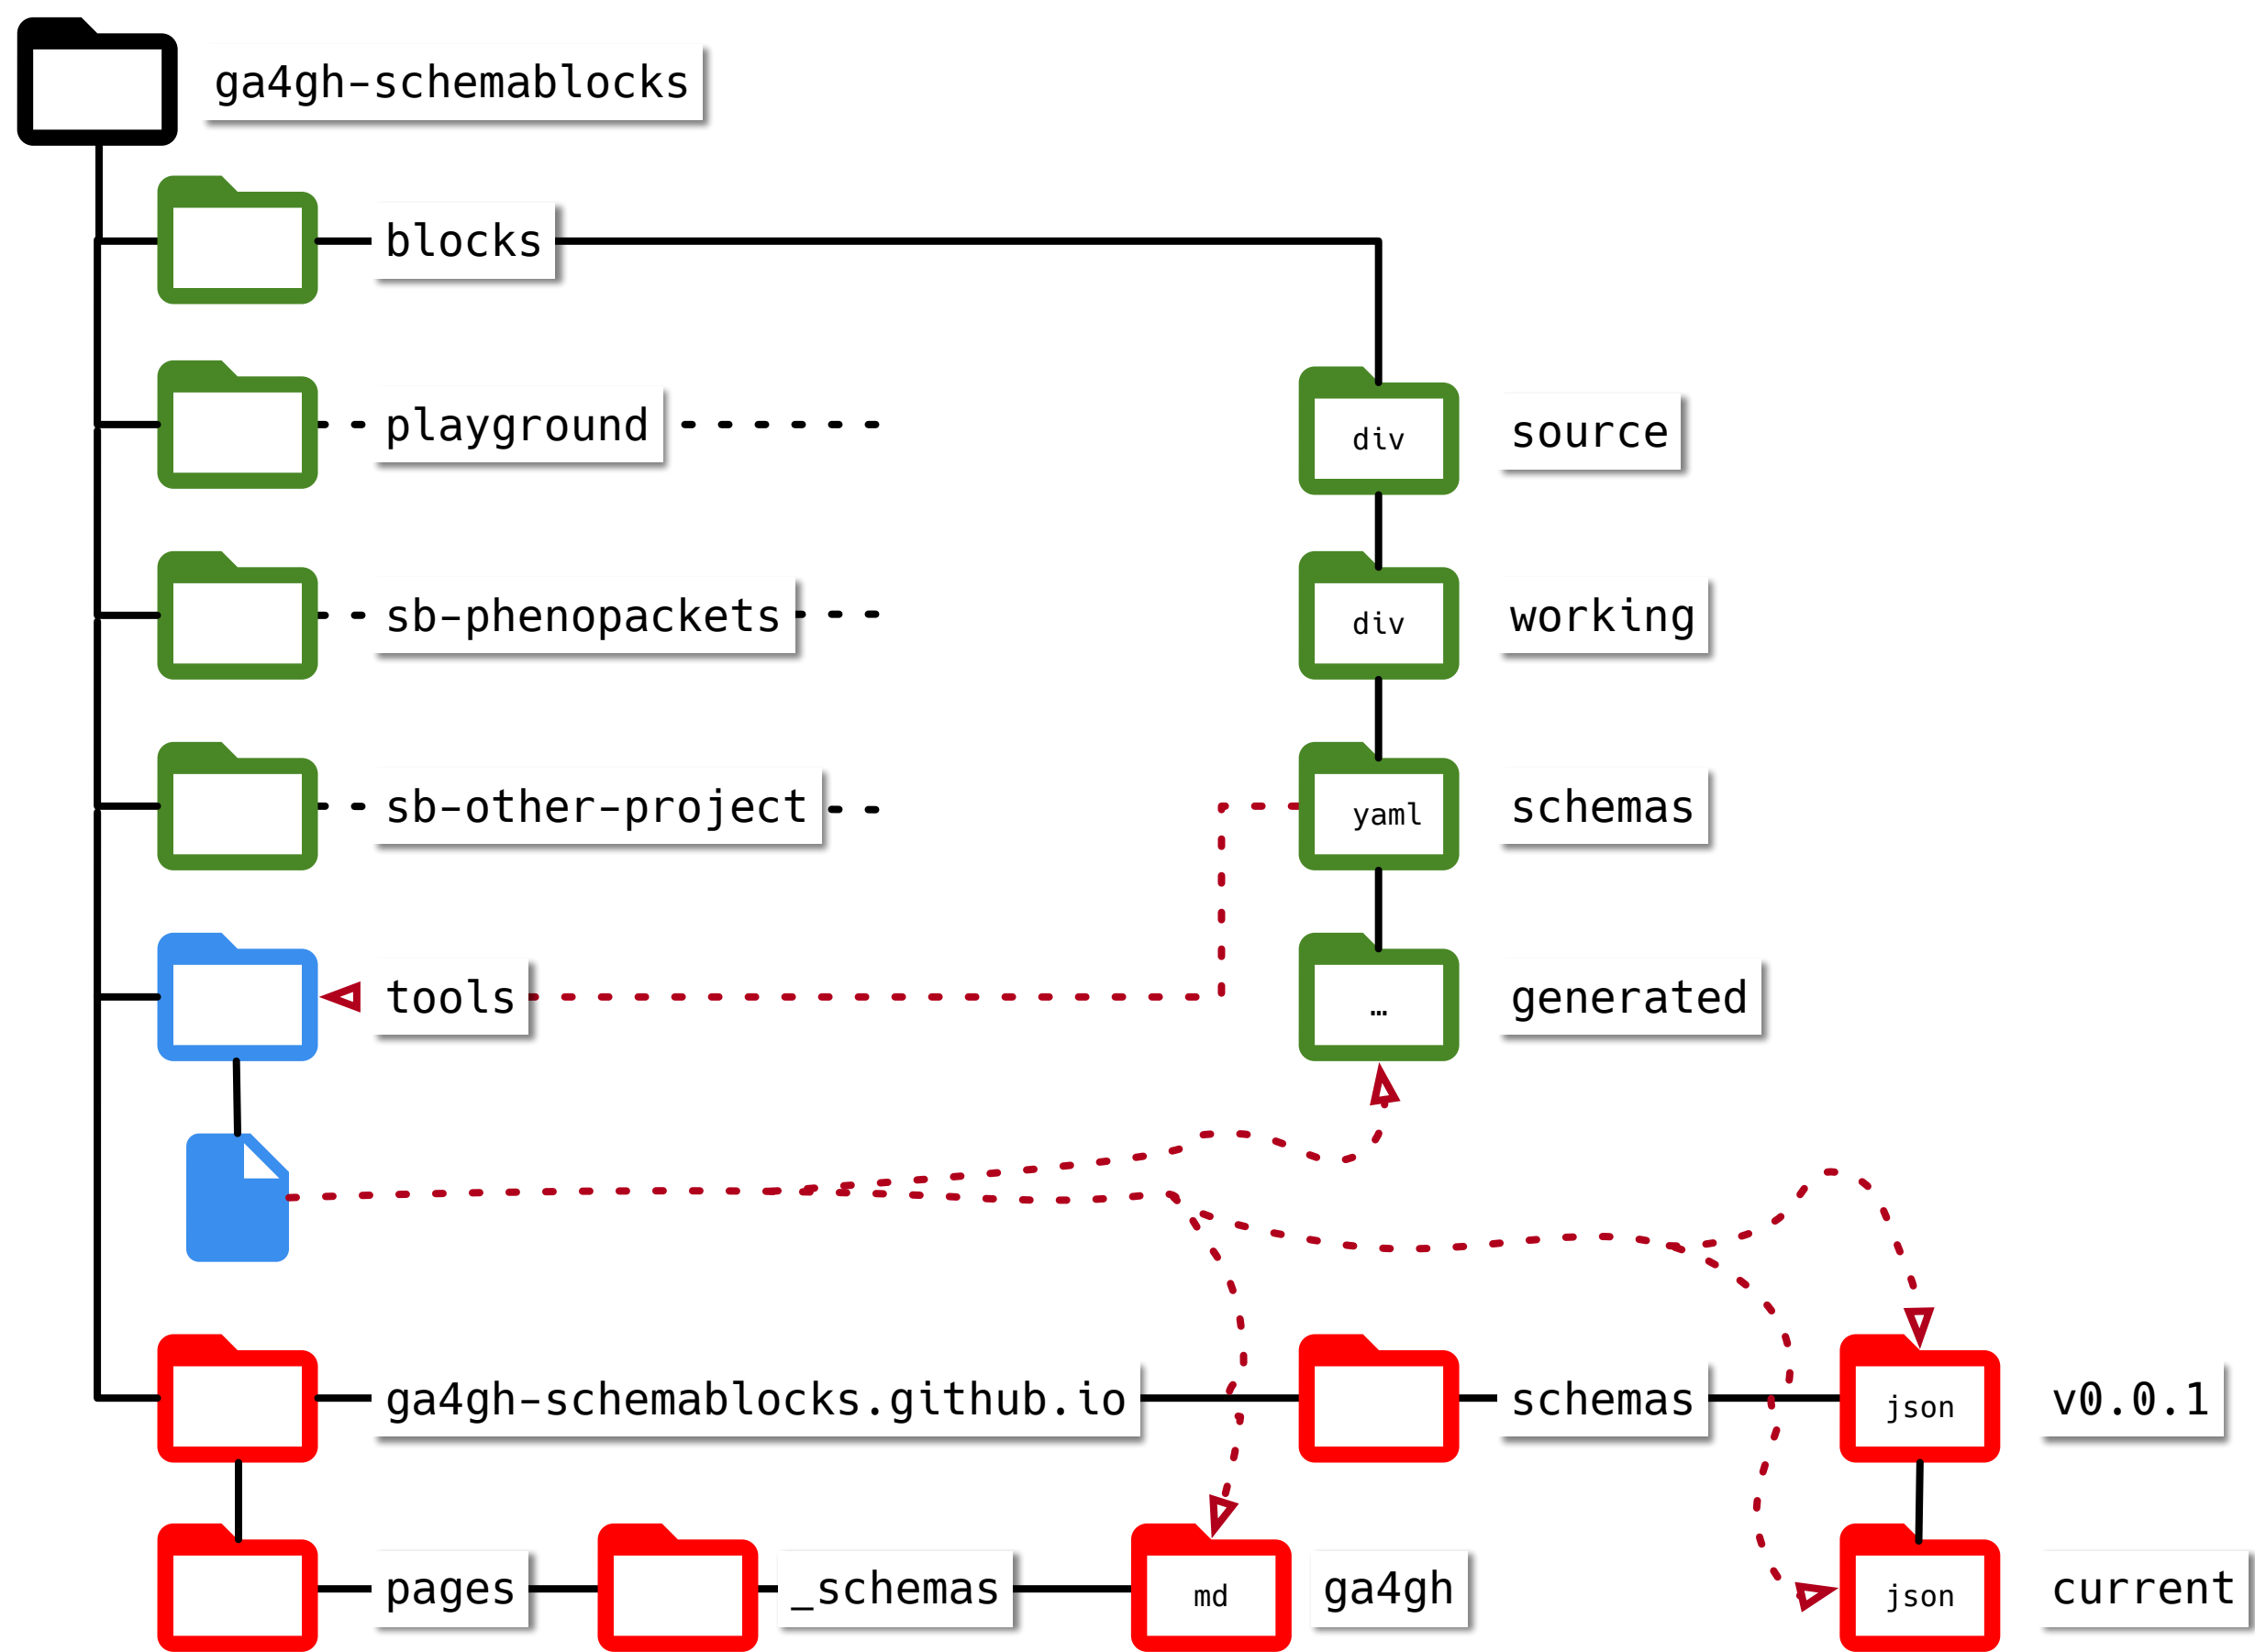 ga4gh-schemablocks
blocks
playground
div
source
sb-phenopackets
div
working
sb-other-project
yaml
schemas
tools
…
generated
ga4gh-schemablocks.github.io
schemas
json
v0.0.1
pages
_schemas
md
ga4gh
json
current